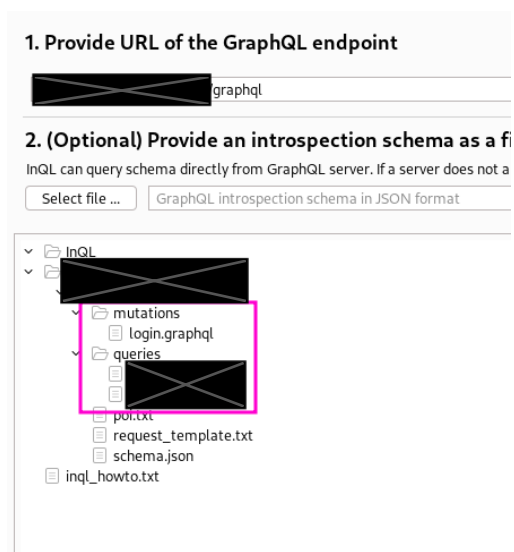 1. Provide URL of the GraphQL endpoint
/graphql
2. (Optional) Provide an introspection schema as a fi
InQL can query schema directly from GraphQL server. If a server does not a
Select file ...
GraphQL introspection schema in JSON format
InQL
mutations
login.graphql
queries
poi.txt
request_template.txt
schema.json
inql_howto.txt